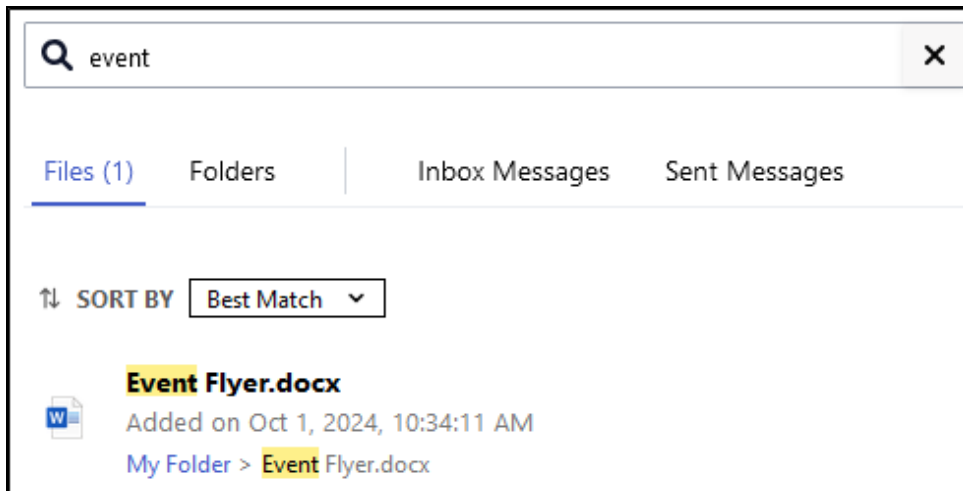 event
Files (1) Folders Inbox Messages Sent Messages
SORT BY Best Match
Event Flyer.docx
W
Added on Oct 1, 2024, 10:34:11 AM
My Folder > Event Flyer.docx